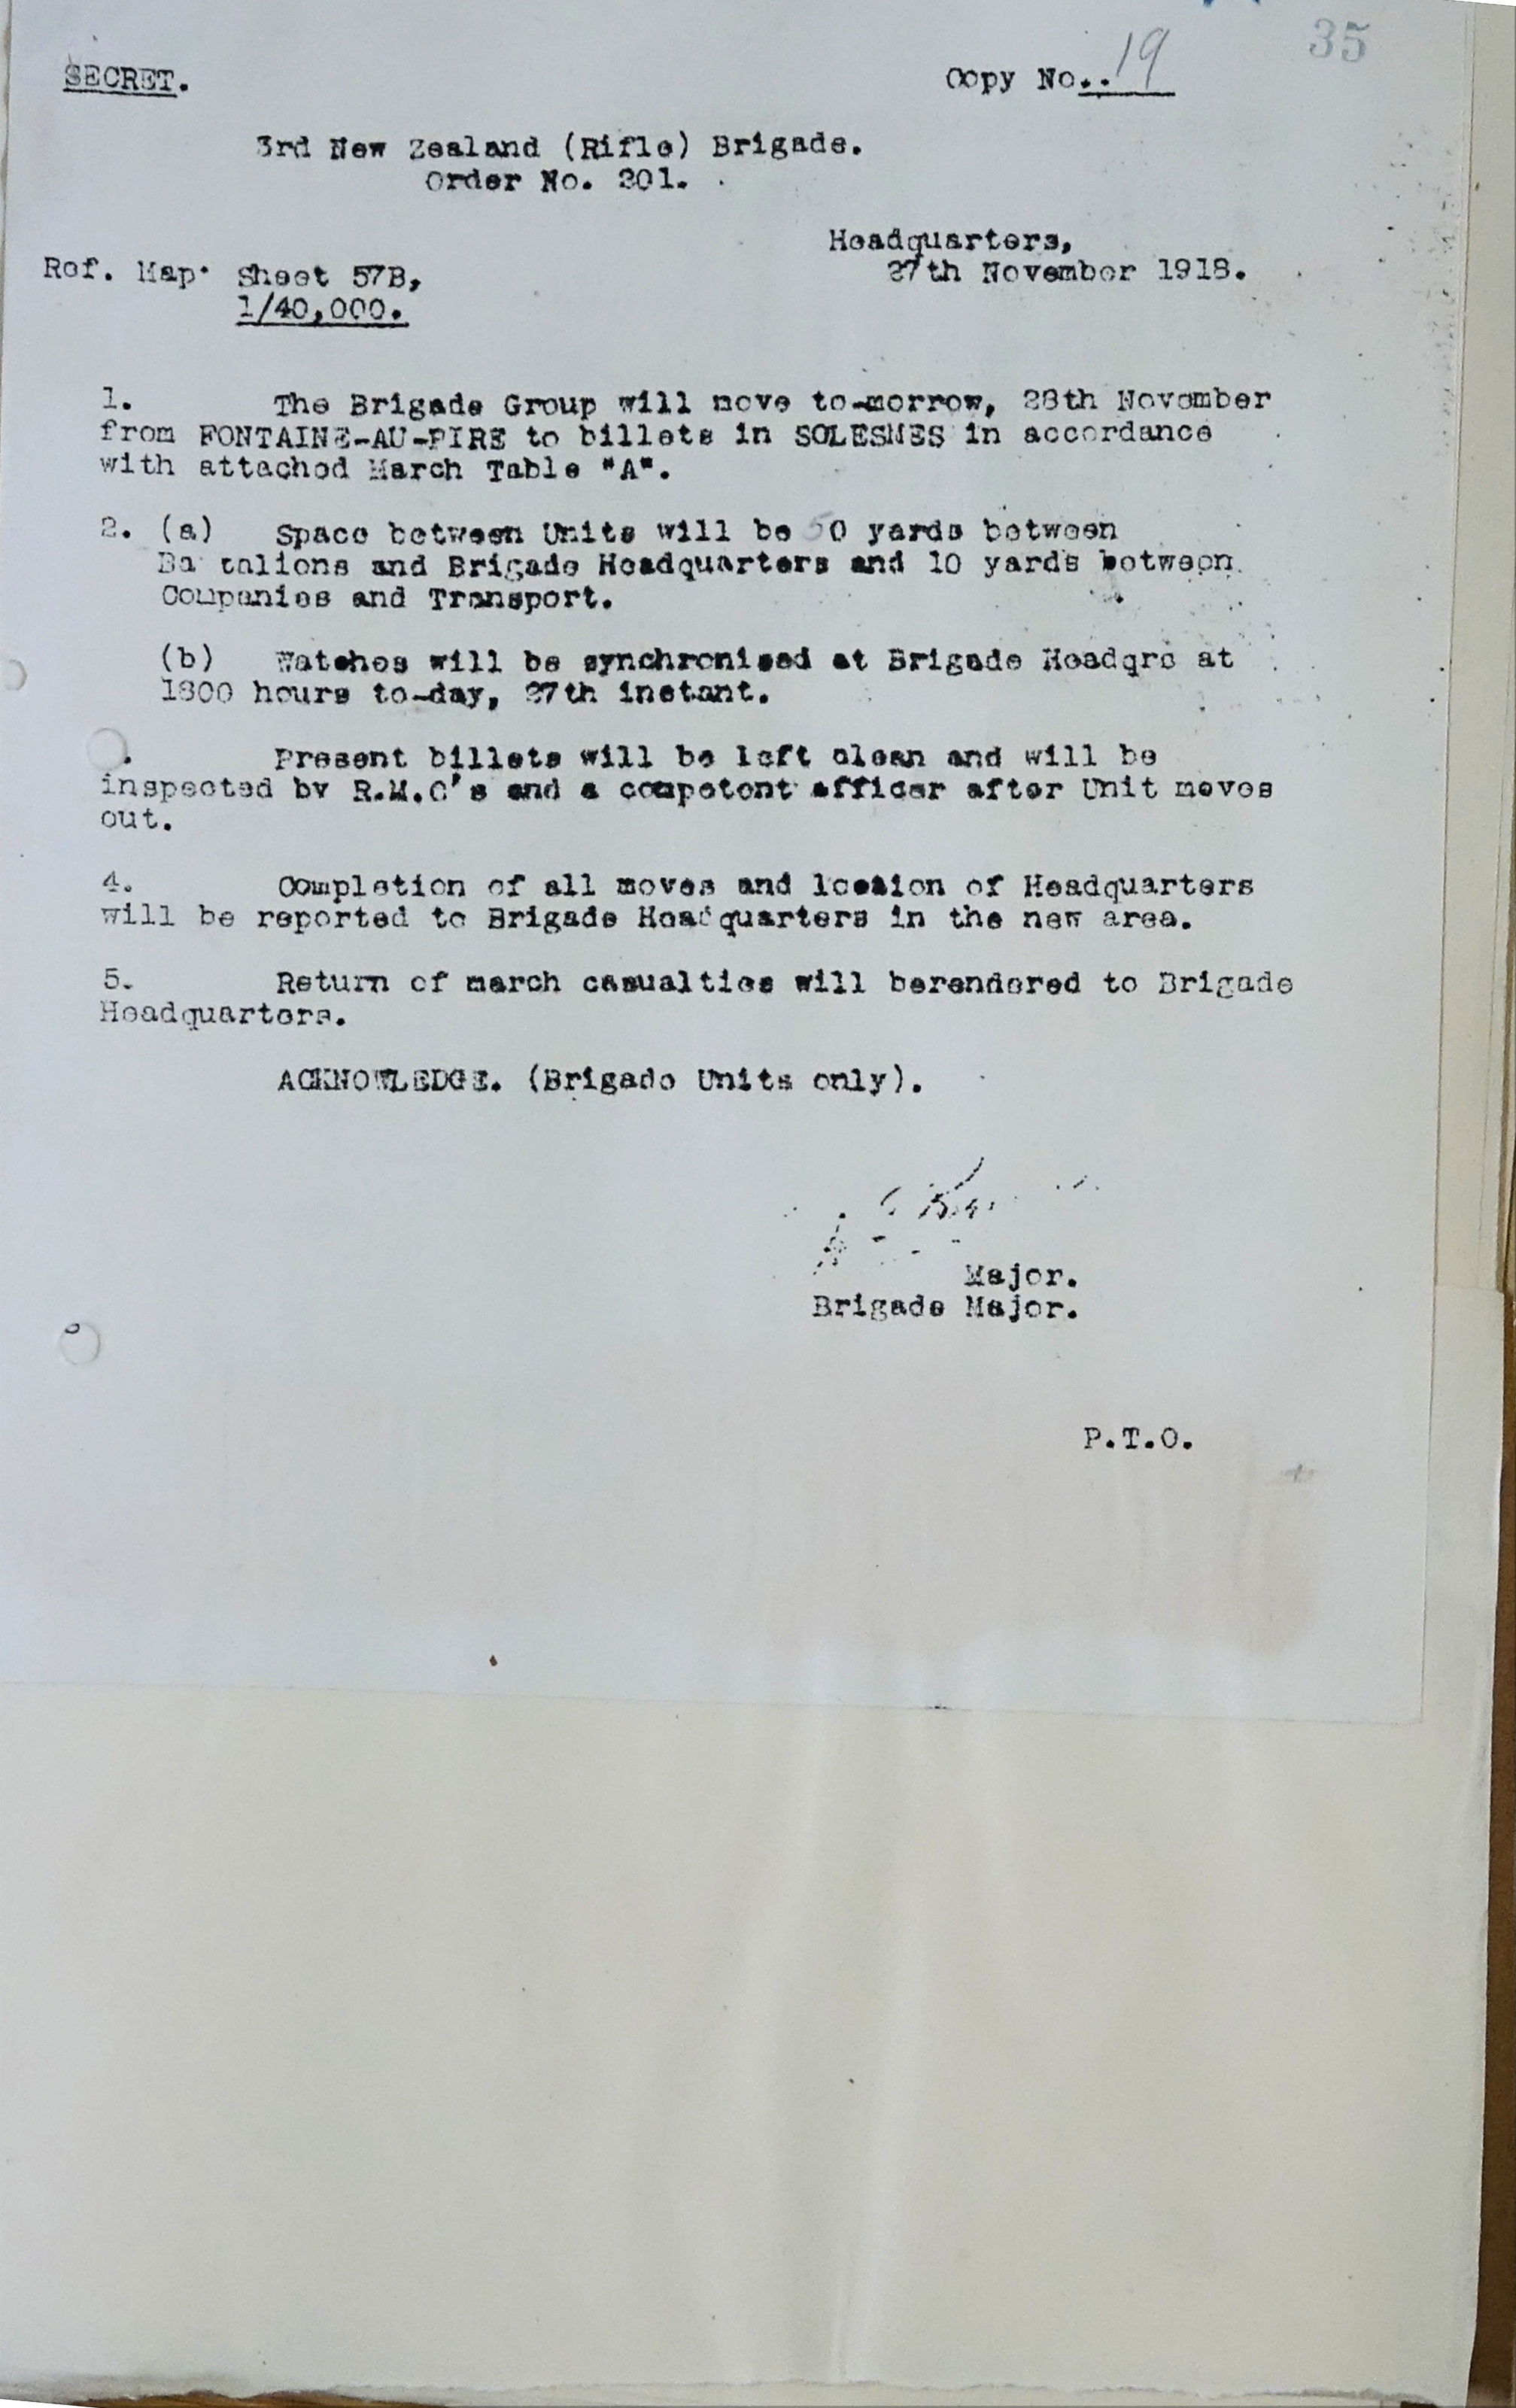 35
SECRET.
Copy No..19
3rd New Zealand (Rifle) Brigade.
Order No. 201.
Headquarters,
27th November 1918.
Ref. Map. Sheet 57B,
1/40,000.
1. The Brigade Group will move to-morrow, 28th November
from FONTAINE-AU-PIRE to billets in SOLESMES in accordance
with attached March Table "A".
2. (a) Space between Units will be 50 yards between
Ba talions and Brigade Headquarters and 10 yards between
Companies and Transport.
(b) Watches will be synchronised at Brigade Headqrs at
1800 hours to-day, 27th instant.
. Present billets will be left clean and will be
inspected by R.M.O's and a competent officer after Unit moves
out.
4. Completion of all moves and location of Headquarters
will be reported to Brigade Headquarters in the new area.
5. Return of march casualties will berendered to Brigade
Headquarters.
ACKNOWLEDGE. (Brigade Units only).
Major.
Brigade Major.
P.T.O.